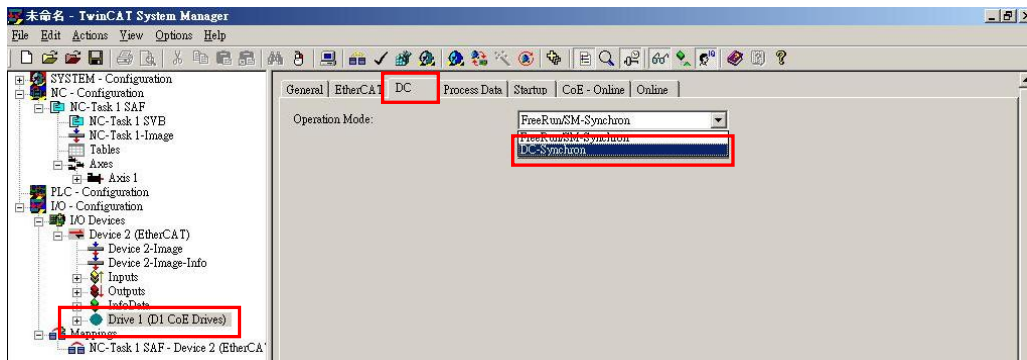 未命名 - TwinCAT System Manager
File Edit Actions View Options Help
SYSTEM - Configuration
NC - Configuration
NC-Task 1 SAF
NC-Task 1 SVB
NC-Task 1-Image
Tables
Axes
Axis 1
PLC - Configuration
I/O - Configuration
I/O Devices
Device 2 (EtherCAT)
Device 2-Image
Device 2-Image-Info
Inputs
Outputs
InfoData
Drive 1 (D1 CoE Drives)
Mappings
NC-Task 1 SAF - Device 2 (EtherCA
General EtherCAT DC Process Data Startup CoE - Online Online
Operation Mode: FreeRun/SM-Synchron
FreeRun/SM-Synchron
DC-Synchron